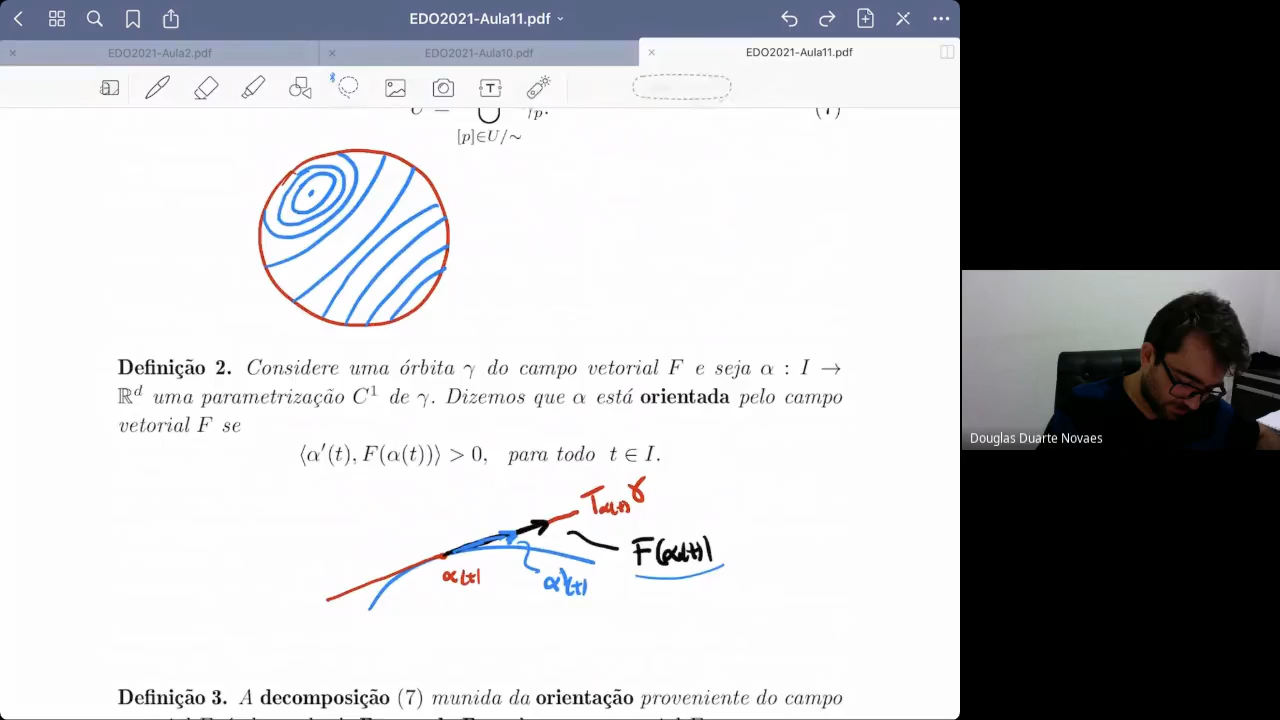 EDO2021-Aula11.pdf
EDO2021-Aula2.pdf
EDO2021-Aula10.pdf
EDO2021-Aula11.pdf
[p]∈U/∼
Definição 2. Considere uma órbita γ do campo vetorial F e seja α : I →
ℝᵈ uma parametrização C¹ de γ. Dizemos que α está orientada pelo campo
vetorial F se
⟨α′(t), F(α(t))⟩ > 0, para todo t ∈ I.
T_α(t) γ
F(α(t))
α(t)
α′(t)
Douglas Duarte Novaes
Definição 3. A decomposição (7) munida da orientação proveniente do campo